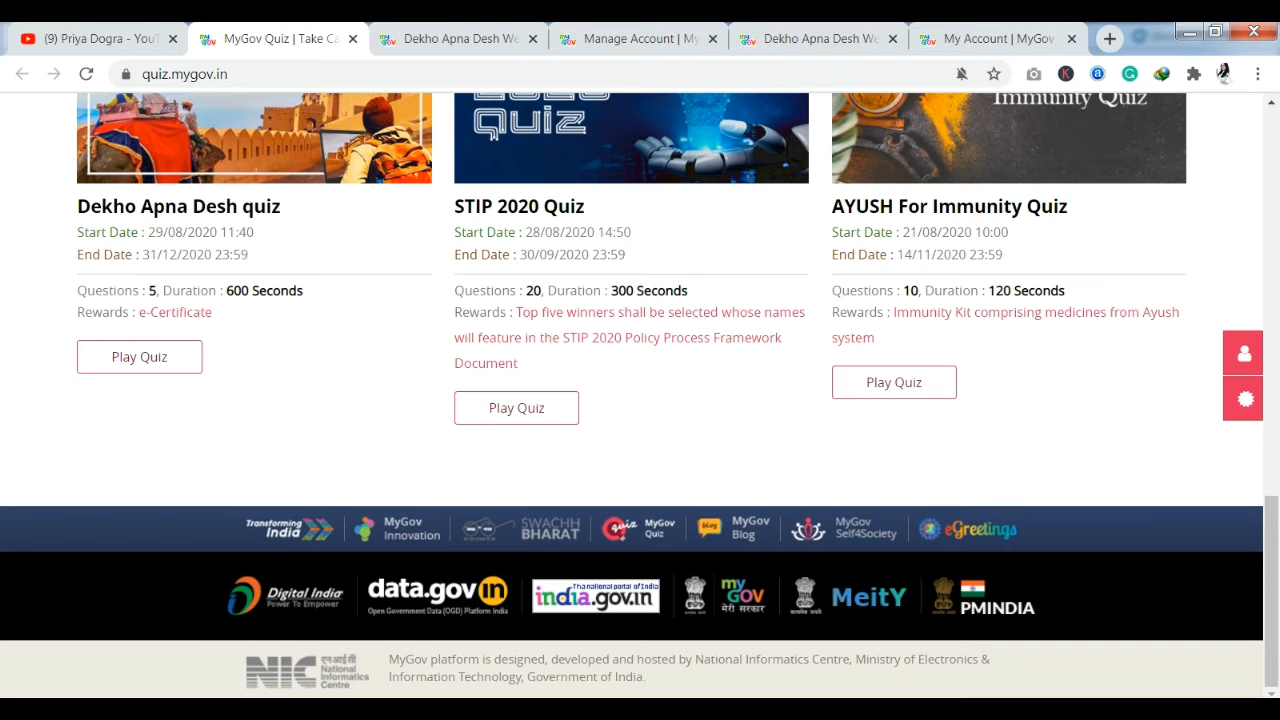 (9) Priya Dogra - YouT
MyGov Quiz | Take Ca
Dekho Apna Desh W
Manage Account | My
Dekho Apna Desh We
My Account | MyGov
quiz.mygov.in
2020
quiz
Immunity Quiz
Dekho Apna Desh quiz
Start Date : 29/08/2020 11:40
End Date : 31/12/2020 23:59
Questions : 5, Duration : 600 Seconds
Rewards : e-Certificate
Play Quiz
STIP 2020 Quiz
Start Date : 28/08/2020 14:50
End Date : 30/09/2020 23:59
Questions : 20, Duration : 300 Seconds
Rewards : Top five winners shall be selected whose names
will feature in the STIP 2020 Policy Process Framework
Document
Play Quiz
AYUSH For Immunity Quiz
Start Date : 21/08/2020 10:00
End Date : 14/11/2020 23:59
Questions : 10, Duration : 120 Seconds
Rewards : Immunity Kit comprising medicines from Ayush
system
Play Quiz
Transforming
India
MyGov
Innovation
SWACHH
BHARAT
Quiz
MyGov
Quiz
blog
MyGov
Blog
MyGov
Self4Society
eGreetings
Digital India
Power To Empower
data.gov in
Open Government Data (OGD) Platform India
The national portal of India
india.gov.in
my
GOV
मेरी सरकार
MeitY
PMINDIA
NIC
एनआईसी
National
Informatics
Centre
MyGov platform is designed, developed and hosted by National Informatics Centre, Ministry of Electronics &
Information Technology, Government of India.